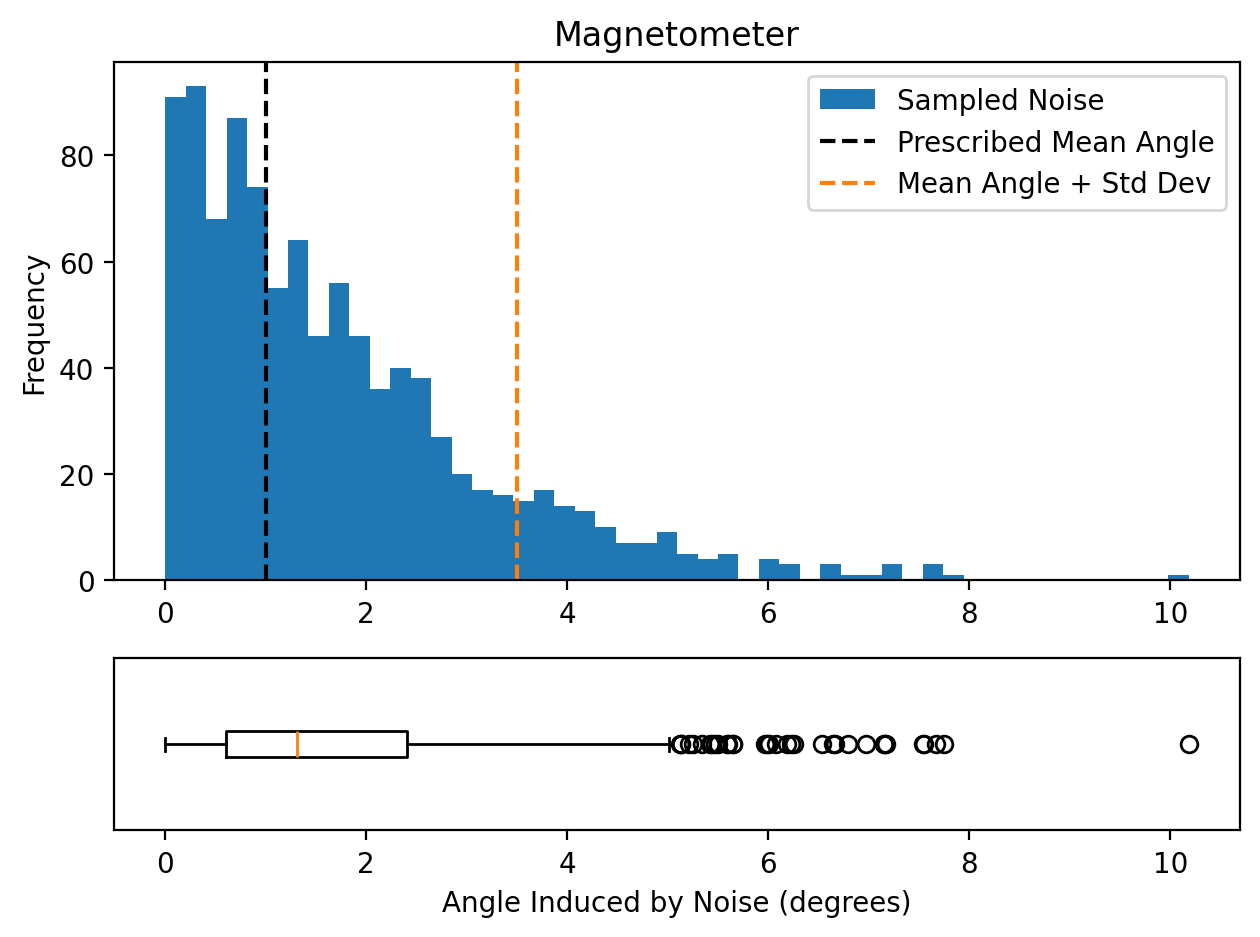 Magnetometer
Sampled Noise
Prescribed Mean Angle
Mean Angle + Std Dev
Frequency
80
60
40
20
0
0 2 4 6 8 10
0 2 4 6 8 10
Angle Induced by Noise (degrees)